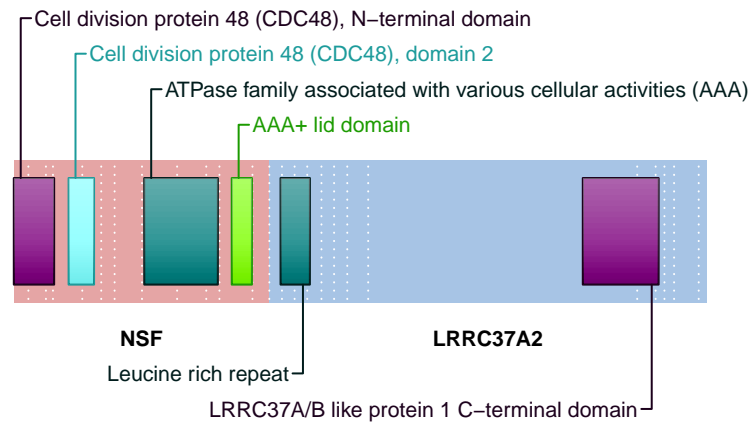 Cell division protein 48 (CDC48), N−terminal domain
Cell division protein 48 (CDC48), domain 2
ATPase family associated with various cellular activities (AAA)
AAA+ lid domain
NSF
LRRC37A2
Leucine rich repeat
LRRC37A/B like protein 1 C−terminal domain